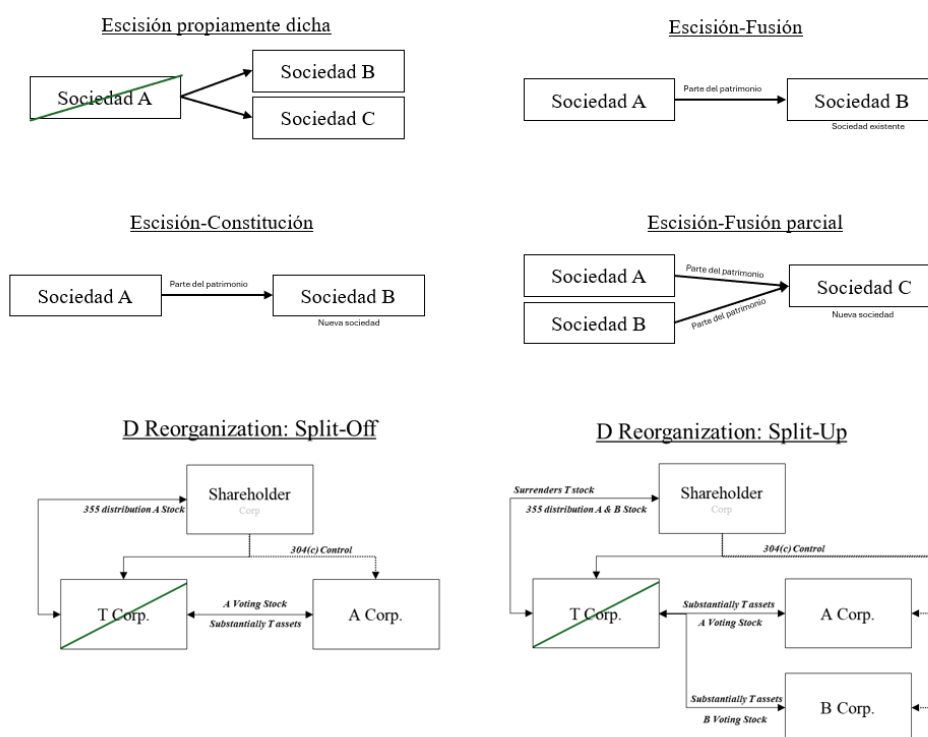 Escisión propiamente dicha
Sociedad A
Sociedad B
Sociedad C
Escisión-Fusión
Sociedad A
Parte del patrimonio
Sociedad B
Sociedad existente
Escisión-Constitución
Sociedad A
Parte del patrimonio
Sociedad B
Nueva sociedad
Escisión-Fusión parcial
Sociedad A
Parte del patrimonio
Sociedad B
Parte del patrimonio
Sociedad C
Nueva sociedad
D Reorganization: Split-Off
Shareholder
Corp
355 distribution A Stock
304(c) Control
T Corp.
A Voting Stock
Substantially T assets
A Corp.
D Reorganization: Split-Up
Surrenders T stock
355 distribution A & B Stock
Shareholder
Corp
304(c) Control
T Corp.
Substantially T assets
A Voting Stock
A Corp.
Substantially T assets
B Voting Stock
B Corp.